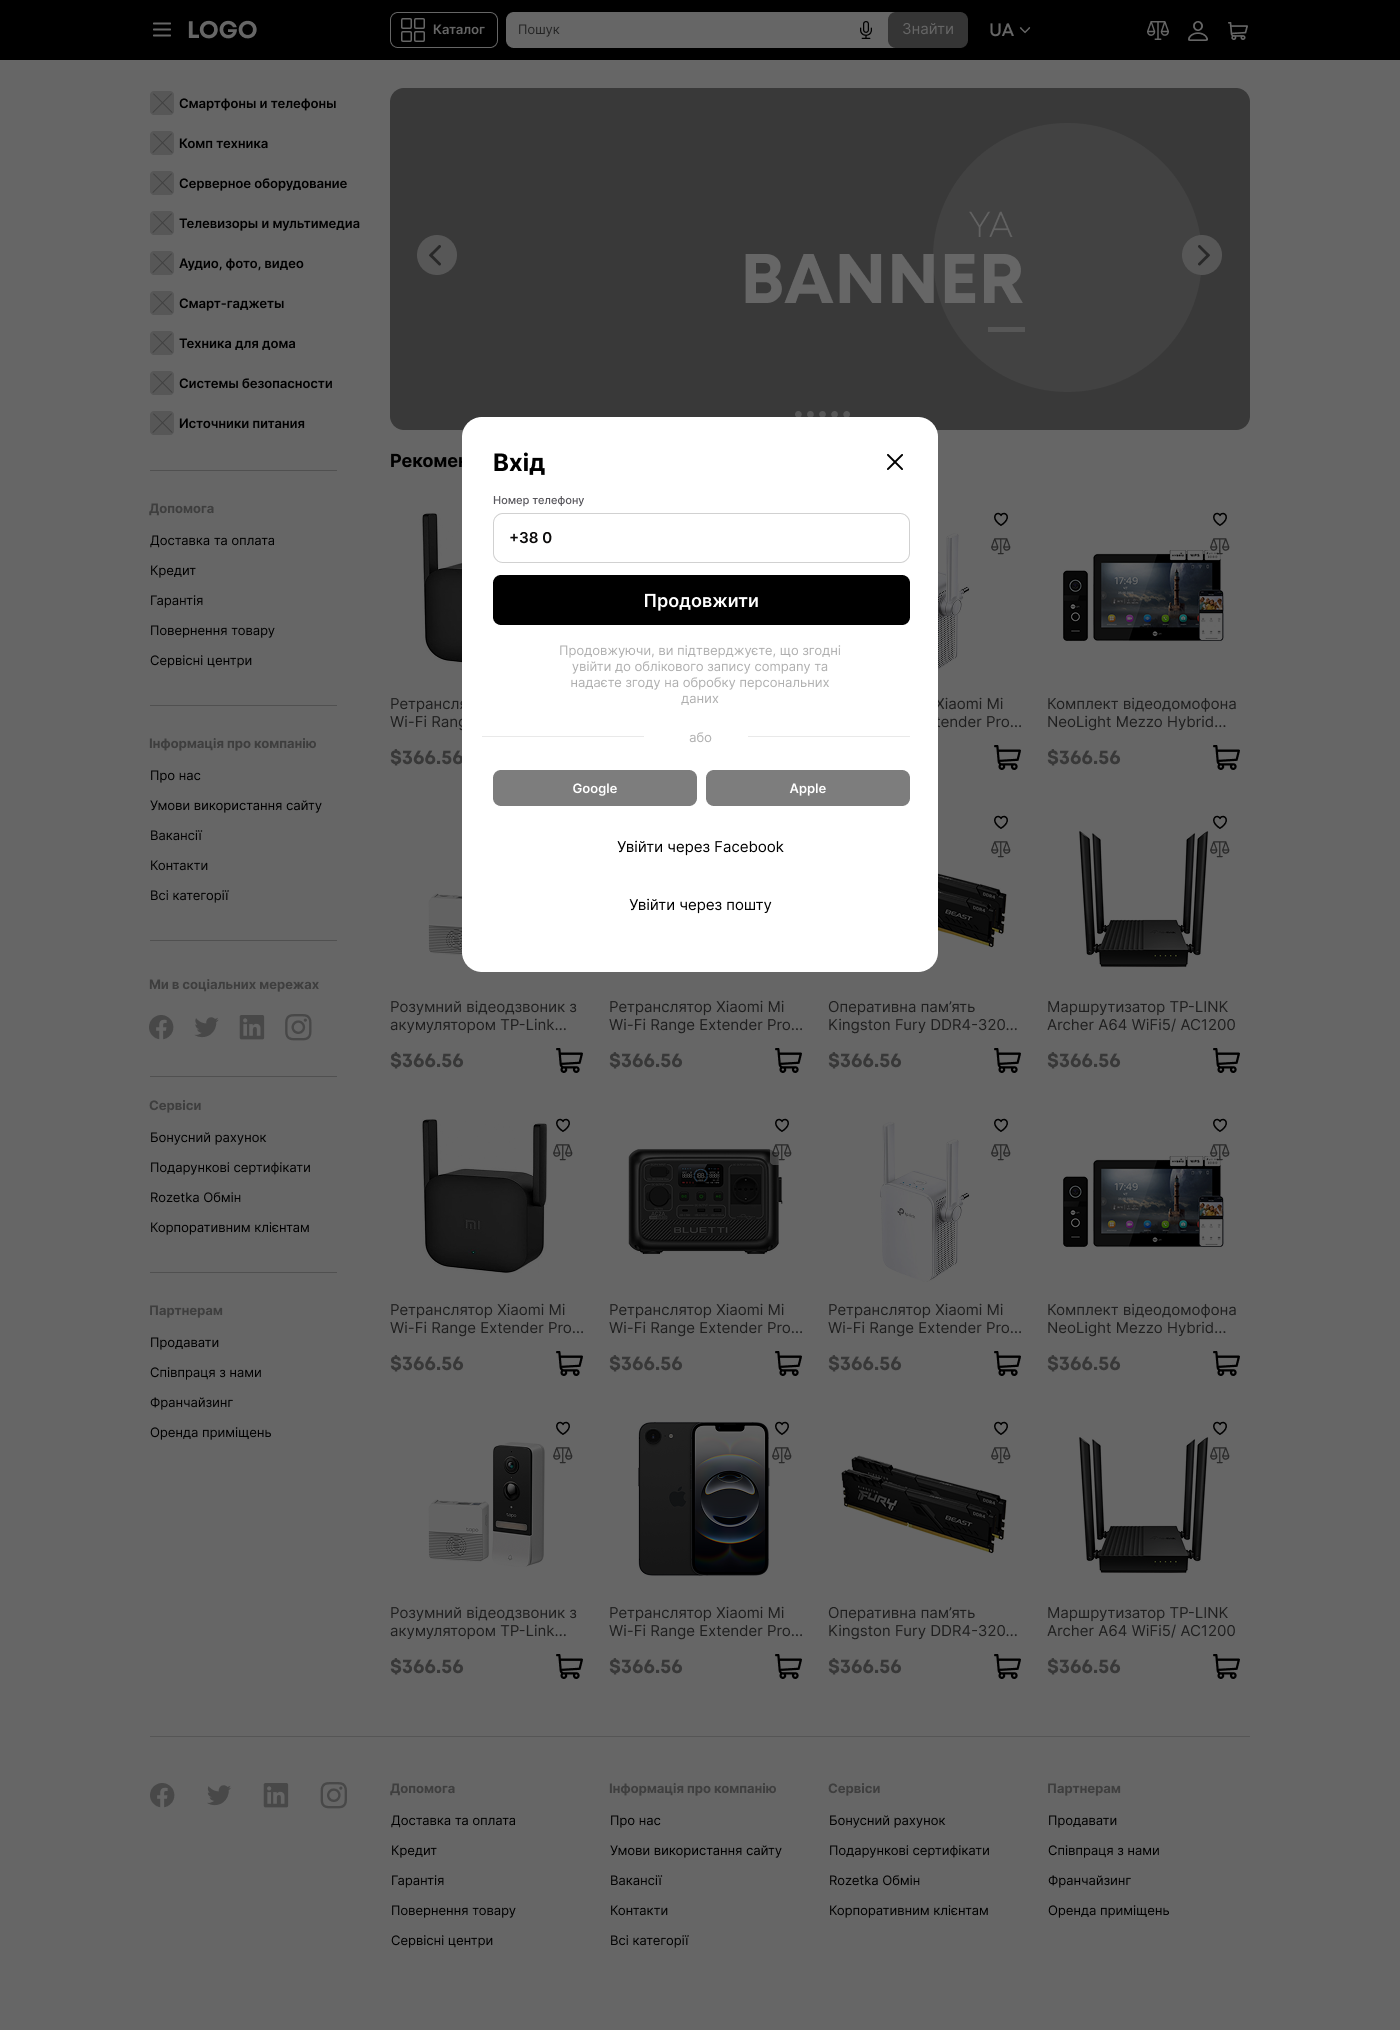 LOGO
Каталог
Пошук
Знайти
UA
Смартфоны и телефоны
Комп техника
Серверное оборудование
Телевизоры и мультимедиа
Аудио, фото, видео
Смарт-гаджеты
Техника для дома
Системы безопасности
Источники питания
Допомога
Доставка та оплата
Кредит
Гарантія
Повернення товару
Сервісні центри
Інформація про компанію
Про нас
Умови використання сайту
Вакансії
Контакти
Всі категорії
Ми в соціальних мережах
Сервіси
Бонусний рахунок
Подарункові сертифікати
Rozetka Обмін
Корпоративним клієнтам
Партнерам
Продавати
Співпраця з нами
Франчайзинг
Оренда приміщень
YA
BANNER
Вхід
Номер телефону
+38 0
Продовжити
Продовжуючи, ви підтверджуєте, що згодні
увійти до облікового запису company та
надаєте згоду на обробку персональних
даних
або
Google
Apple
Увійти через Facebook
Увійти через пошту
17:49
Xiaomi Mi
Комплект відеодомофона
NeoLight Mezzo Hybrid...
$366.56
$366.56
BEAST
Розумний відеодзвоник з
акумулятором TP-Link...
$366.56
Ретранслятор Xiaomi Mi
Wi-Fi Range Extender Pro...
$366.56
Оперативна пам'ять
Kingston Fury DDR4-320...
$366.56
Маршрутизатор TP-LINK
Archer A64 WiFi5/ AC1200
$366.56
MI
BLUETTI
17:49
Ретранслятор Xiaomi Mi
Wi-Fi Range Extender Pro...
$366.56
Ретранслятор Xiaomi Mi
Wi-Fi Range Extender Pro...
$366.56
Ретранслятор Xiaomi Mi
Wi-Fi Range Extender Pro...
$366.56
Комплект відеодомофона
NeoLight Mezzo Hybrid...
$366.56
FURY
BEAST
Розумний відеодзвоник з
акумулятором TP-Link...
$366.56
Ретранслятор Xiaomi Mi
Wi-Fi Range Extender Pro...
$366.56
Оперативна пам'ять
Kingston Fury DDR4-320...
$366.56
Маршрутизатор TP-LINK
Archer A64 WiFi5/ AC1200
$366.56
Допомога
Доставка та оплата
Кредит
Гарантія
Повернення товару
Сервісні центри
Інформація про компанію
Про нас
Умови використання сайту
Вакансії
Контакти
Всі категорії
Сервіси
Бонусний рахунок
Подарункові сертифікати
Rozetka Обмін
Корпоративним клієнтам
Партнерам
Продавати
Співпраця з нами
Франчайзинг
Оренда приміщень